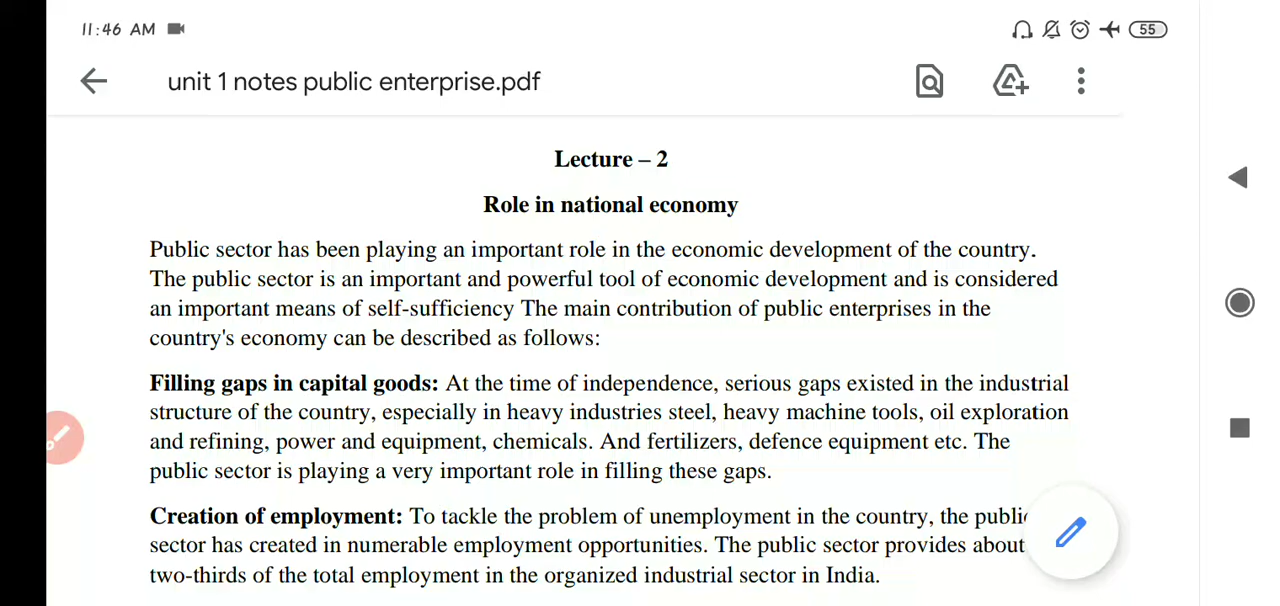 11:46 AM
55
unit 1 notes public enterprise.pdf
Lecture – 2
Role in national economy
Public sector has been playing an important role in the economic development of the country.
The public sector is an important and powerful tool of economic development and is considered
an important means of self-sufficiency The main contribution of public enterprises in the
country's economy can be described as follows:
Filling gaps in capital goods: At the time of independence, serious gaps existed in the industrial
structure of the country, especially in heavy industries steel, heavy machine tools, oil exploration
and refining, power and equipment, chemicals. And fertilizers, defence equipment etc. The
public sector is playing a very important role in filling these gaps.
Creation of employment: To tackle the problem of unemployment in the country, the public
sector has created in numerable employment opportunities. The public sector provides about
two-thirds of the total employment in the organized industrial sector in India.